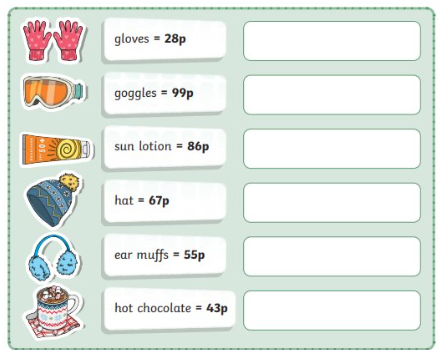 gloves = 28p
goggles = 99p
sun lotion = 86p
hat = 67p
ear muffs = 55p
hot chocolate = 43p